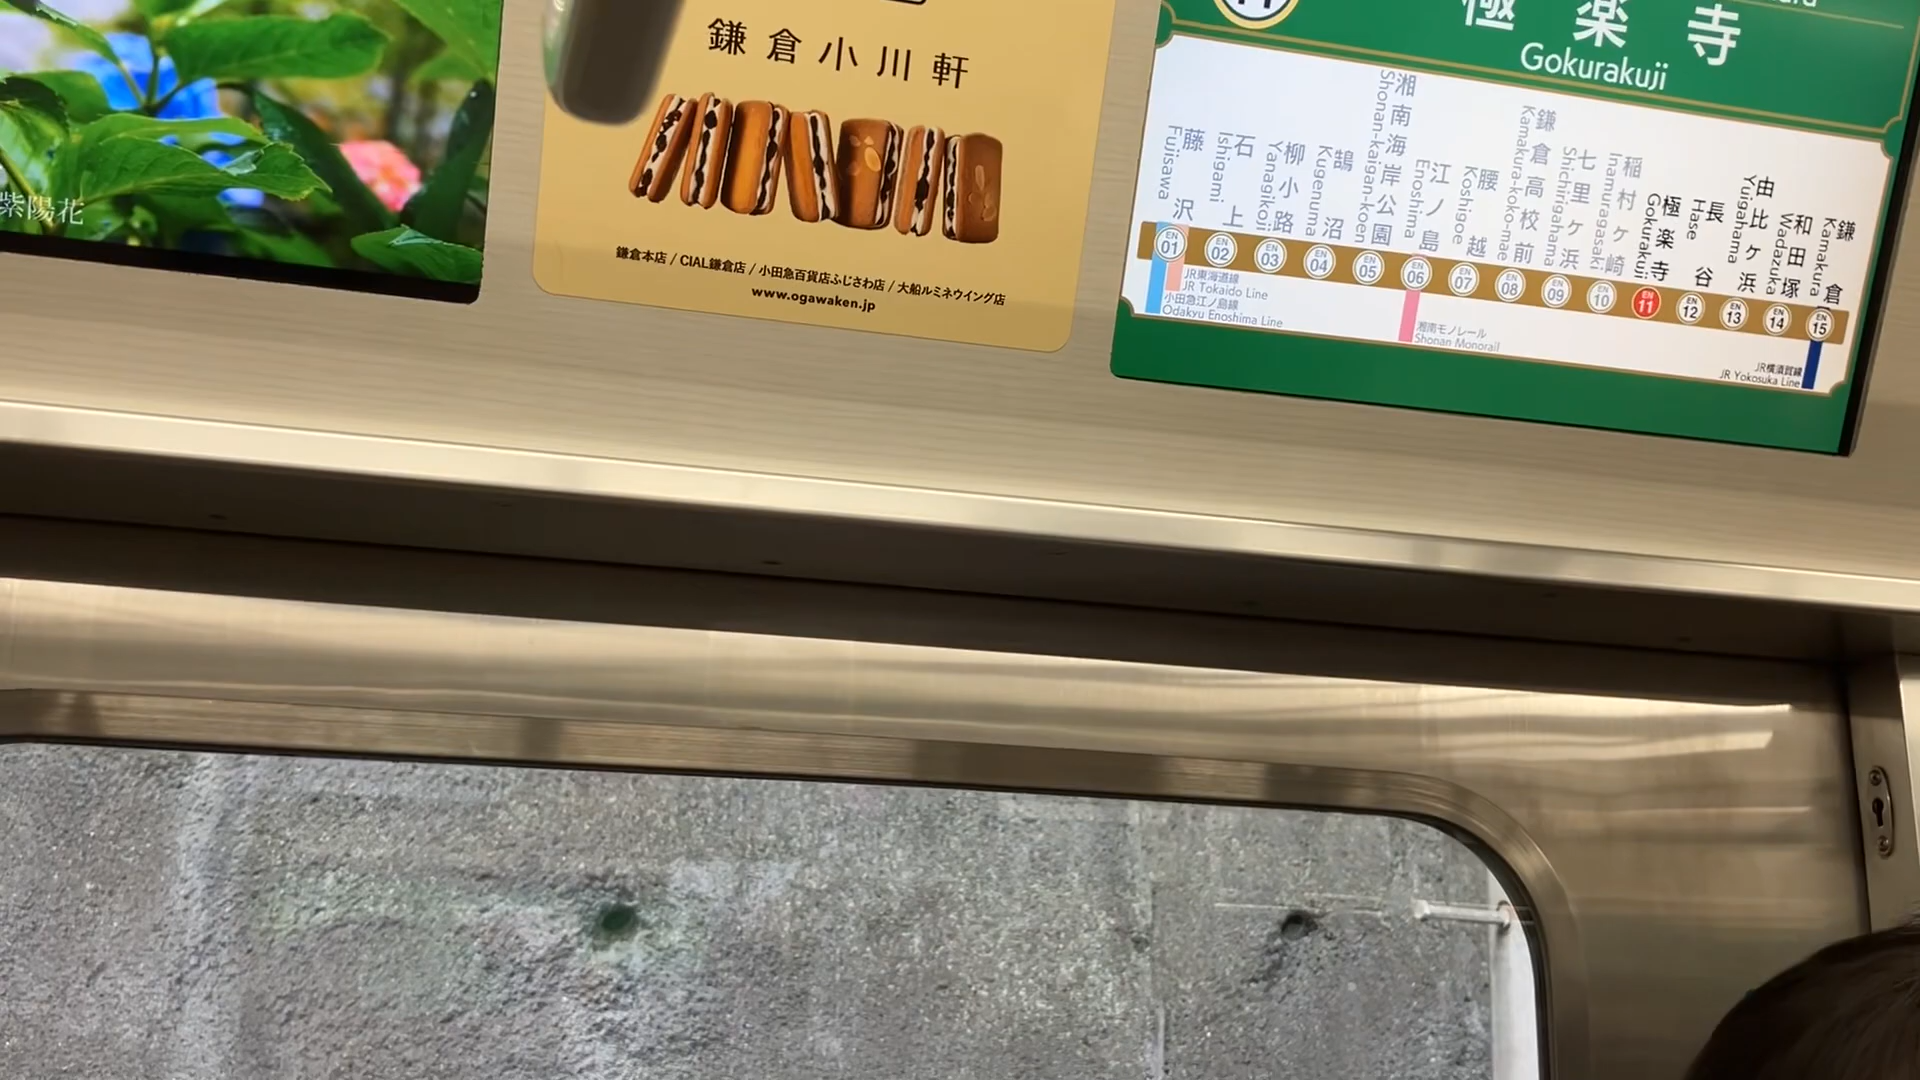 紫陽花
鎌倉小川軒
鎌倉本店 / CIAL鎌倉店 / 小田急百貨店ふじさわ店 / 大船ルミネウイング店
www.ogawaken.jp
極楽寺
Gokurakuji
藤沢 Fujisawa
石上 Ishigami
柳小路 Yanagikoji
鵠沼 Kugenuma
湘南海岸公園 Shonan-kaigan-koen
江ノ島 Enoshima
腰越 Koshigoe
鎌倉高校前 Kamakura-koko-mae
七里ヶ浜 Shichirigahama
稲村ヶ崎 Inamuragasaki
極楽寺 Gokurakuji
長谷 Hase
由比ヶ浜 Yuigahama
和田塚 Wadazuka
鎌倉 Kamakura
EN 01 EN 02 EN 03 EN 04 EN 05 EN 06 EN 07 EN 08 EN 09 EN 10 EN 11 EN 12 EN 13 EN 14 EN 15
JR東海道線
JR Tokaido Line
小田急江ノ島線
Odakyu Enoshima Line
湘南モノレール
Shonan Monorail
JR横須賀線
JR Yokosuka Line